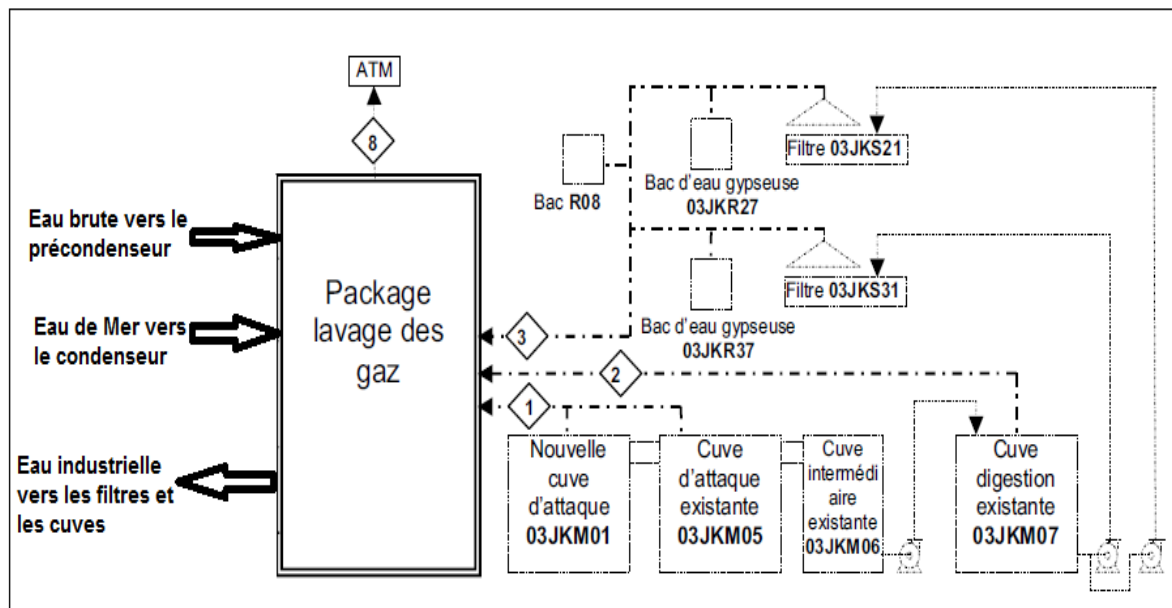 ATM
8
Eau brute vers le
précondenseur
Eau de Mer vers
le condenseur
Eau industrielle
vers les filtres et
les cuves
Package
lavage des
gaz
Bac R08
Bac d'eau gypseuse
03JKR27
Filtre 03JKS21
Bac d'eau gypseuse
03JKR37
Filtre 03JKS31
3
2
1
Nouvelle
cuve
d'attaque
03JKM01
Cuve
d'attaque
existante
03JKM05
Cuve
intermédi
aire
existante
03JKM06
Cuve
digestion
existante
03JKM07